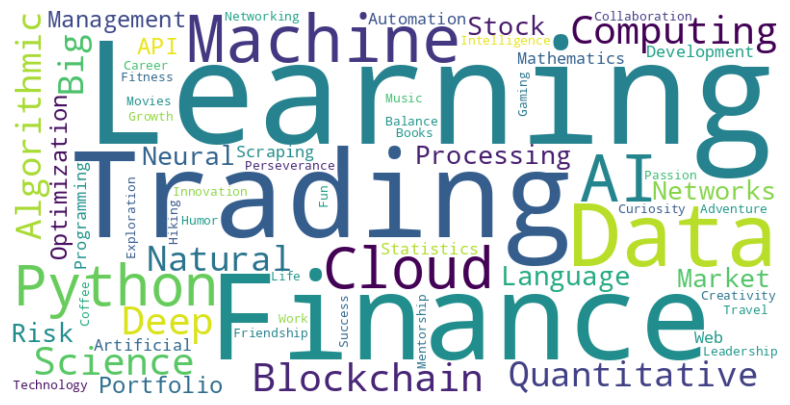 Management
Networking
Automation
Stock
Collaboration
Computing
Machine
Intelligence
API
Big
Algorithmic
Career
Fitness
Mathematics
Development
Learning
Movies
Growth
Music
Gaming
Balance
Books
Optimization
Neural
Scraping
Perseverance
Processing
Trading
AI
Passion
Networks
Programming
Exploration
Innovation
Hiking
Humor
Fun
Curiosity
Adventure
Data
Natural
Statistics
Cloud
Language
Market
Python
Life
Finance
Coffee
Deep
Work
Friendship
Success
Mentorship
Creativity
Travel
Risk
Artificial
Web
Leadership
Science
Technology
Portfolio
Blockchain
Quantitative